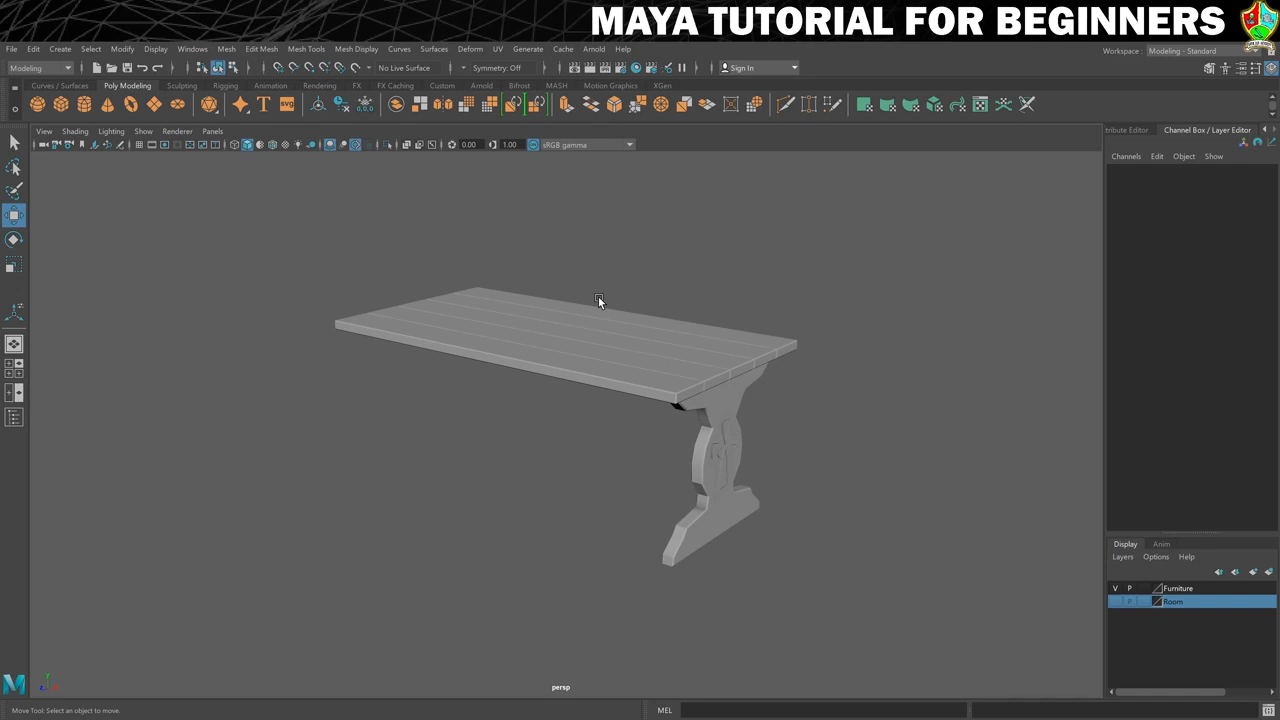 MAYA TUTORIAL FOR BEGINNERS
File Edit Create Select Modify Display Windows Mesh Edit Mesh Mesh Tools Mesh Display Curves Surfaces Deform UV Generate Cache Arnold Help
Workspace : Modeling - Standard
Modeling No Live Surface Symmetry: Off Sign In
Curves / Surfaces Poly Modeling Sculpting Rigging Animation Rendering FX FX Caching Custom Arnold Bifrost MASH Motion Graphics XGen
View Shading Lighting Show Renderer Panels
tribute Editor Channel Box / Layer Editor
0.00 1.00 sRGB gamma
Channels Edit Object Show
Display Anim
Layers Options Help
V P Furniture
P Room
persp
Move Tool: Select an object to move.
MEL